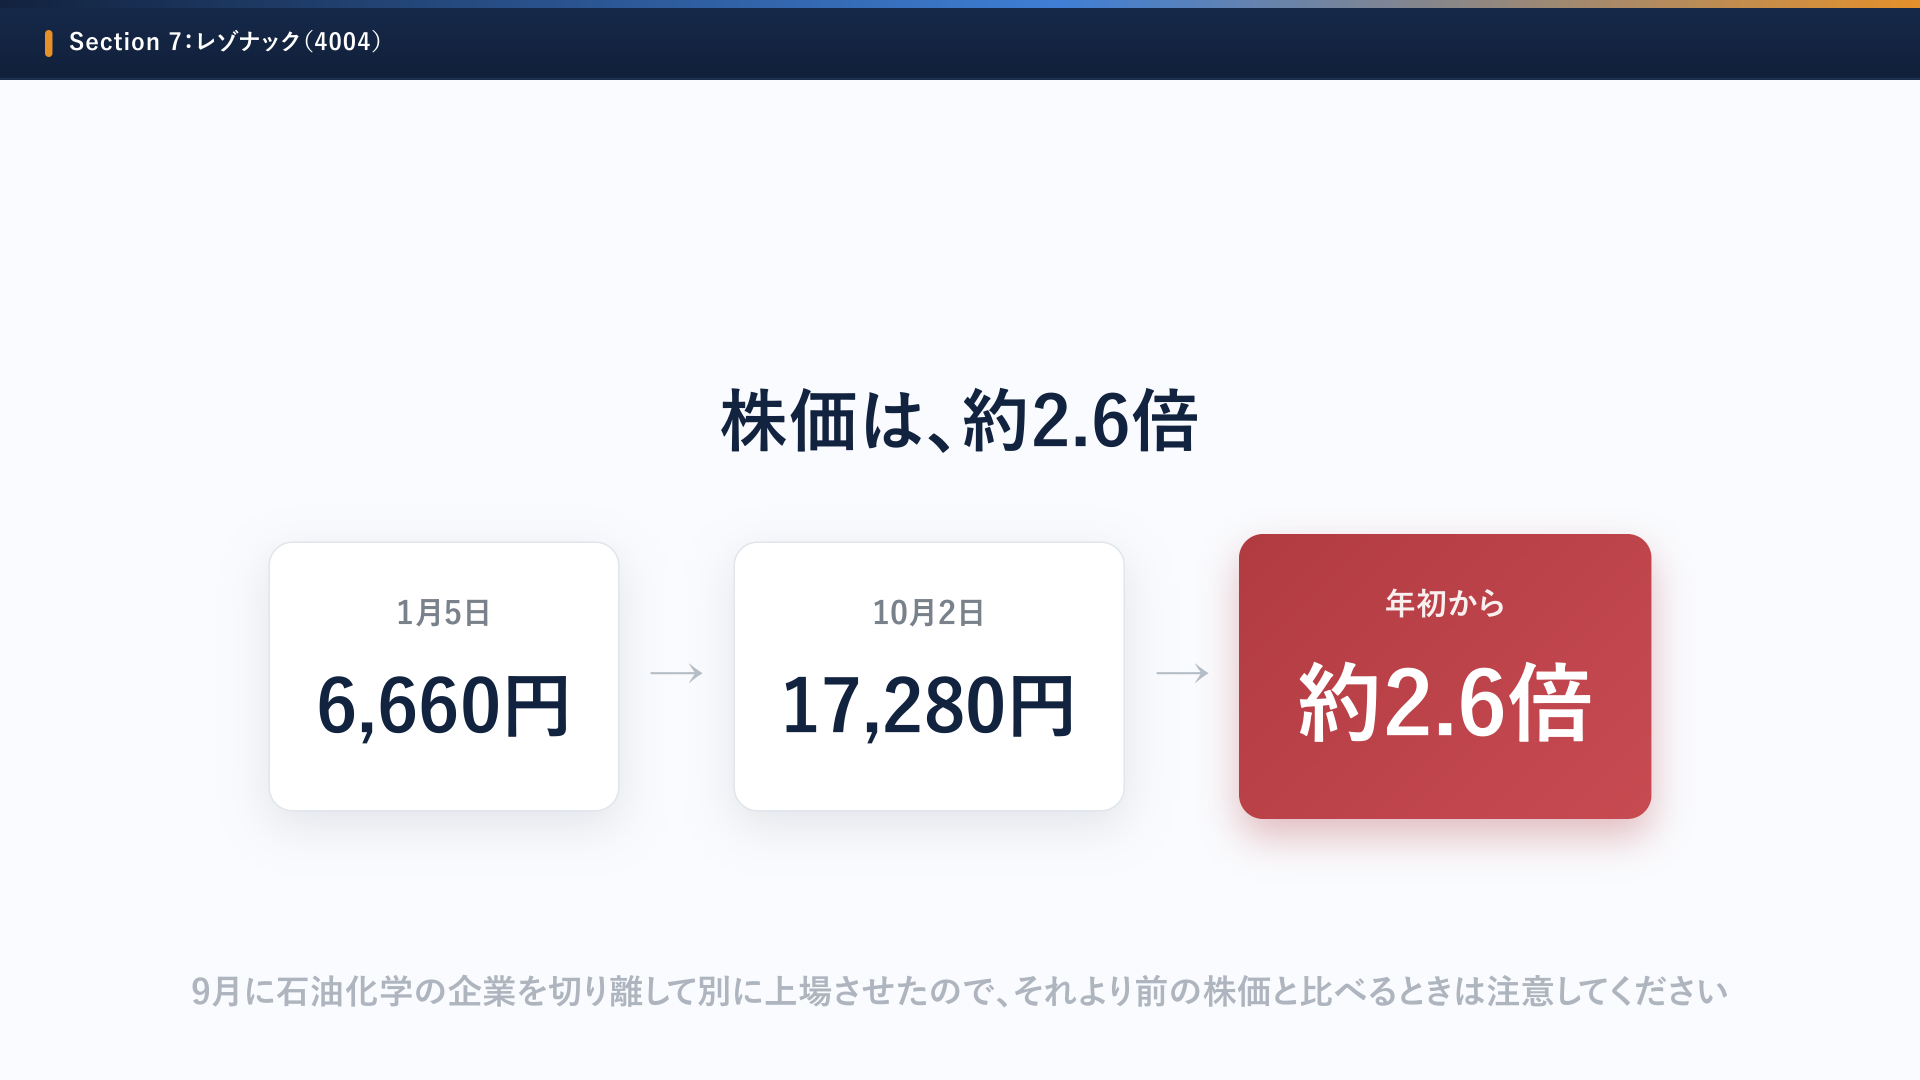 Section 7：レゾナック（4004）
株価は、約2.6倍
1月5日
6,660円
→
10月2日
17,280円
→
年初から
約2.6倍
9月に石油化学の企業を切り離して別に上場させたので、それより前の株価と比べるときは注意してください